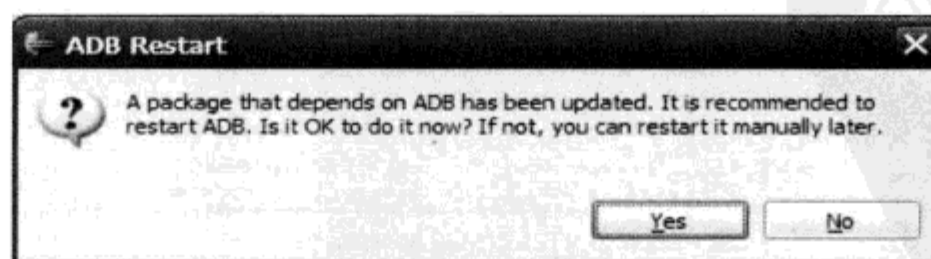 ADB Restart
A package that depends on ADB has been updated. It is recommended to
restart ADB. Is it OK to do it now? If not, you can restart it manually later.
Yes
No